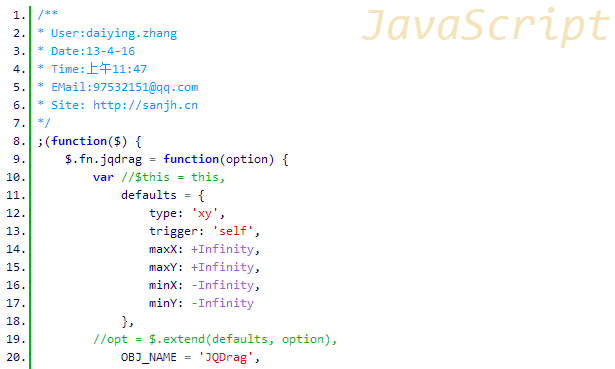 JavaScript
1. /**
2. * User:daiying.zhang
3. * Date:13-4-16
4. * Time:上午11:47
5. * EMail:97532151@qq.com
6. * Site: http://sanjh.cn
7. */
8. ;(function($) {
9. $.fn.jqdrag = function(option) {
10. var //$this = this,
11. defaults = {
12. type: 'xy',
13. trigger: 'self',
14. maxX: +Infinity,
15. maxY: +Infinity,
16. minX: -Infinity,
17. minY: -Infinity
18. },
19. //opt = $.extend(defaults, option),
20. OBJ_NAME = 'JQDrag',